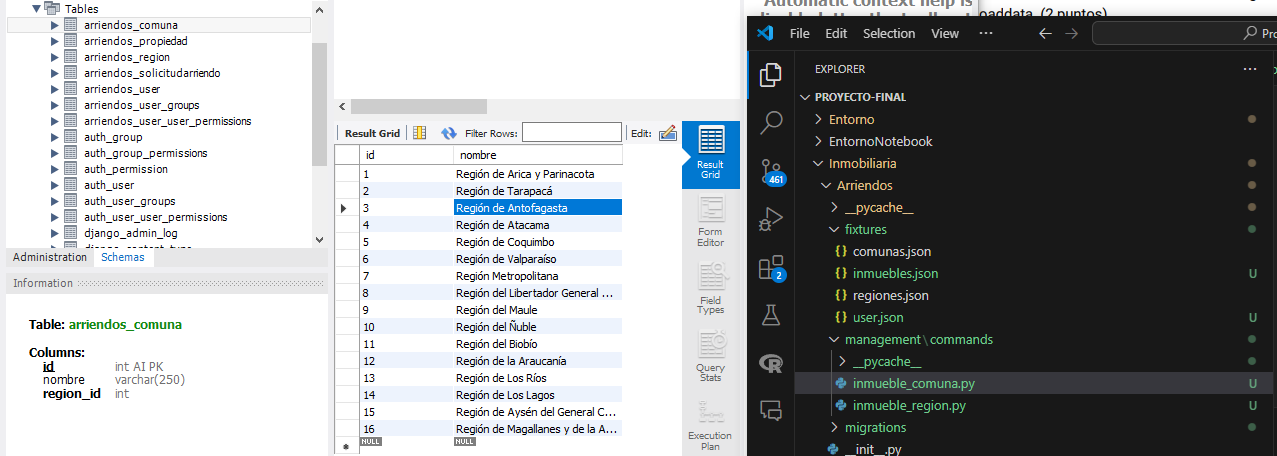 Tables
arriendos_comuna
arriendos_propiedad
arriendos_region
arriendos_solicitudarriendo
arriendos_user
arriendos_user_groups
arriendos_user_user_permissions
auth_group
auth_group_permissions
auth_permission
auth_user
auth_user_groups
auth_user_user_permissions
django_admin_log
django_content_type
Administration Schemas
Information
Table: arriendos_comuna
Columns:
id int AI PK
nombre varchar(250)
region_id int
Result Grid Filter Rows: Edit:
id nombre
1 Región de Arica y Parinacota
2 Región de Tarapacá
3 Región de Antofagasta
4 Región de Atacama
5 Región de Coquimbo
6 Región de Valparaíso
7 Región Metropolitana
8 Región del Libertador General ...
9 Región del Maule
10 Región del Ñuble
11 Región del Biobío
12 Región de la Araucanía
13 Región de Los Ríos
14 Región de Los Lagos
15 Región de Aysén del General C...
16 Región de Magallanes y de la A...
NULL NULL
Result
Grid
Form
Editor
Field
Types
Query
Stats
Execution
Plan
Automatic context help is
oaddata. (2 puntos)
File Edit Selection View ... Pro
EXPLORER ...
PROYECTO-FINAL
Entorno
EntornoNotebook
Inmobiliaria
Arriendos
__pycache__
fixtures
{} comunas.json
{} inmuebles.json U
{} regiones.json
{} user.json U
management\commands
__pycache__
inmueble_comuna.py U
inmueble_region.py U
migrations
__init__.py
461
2
R